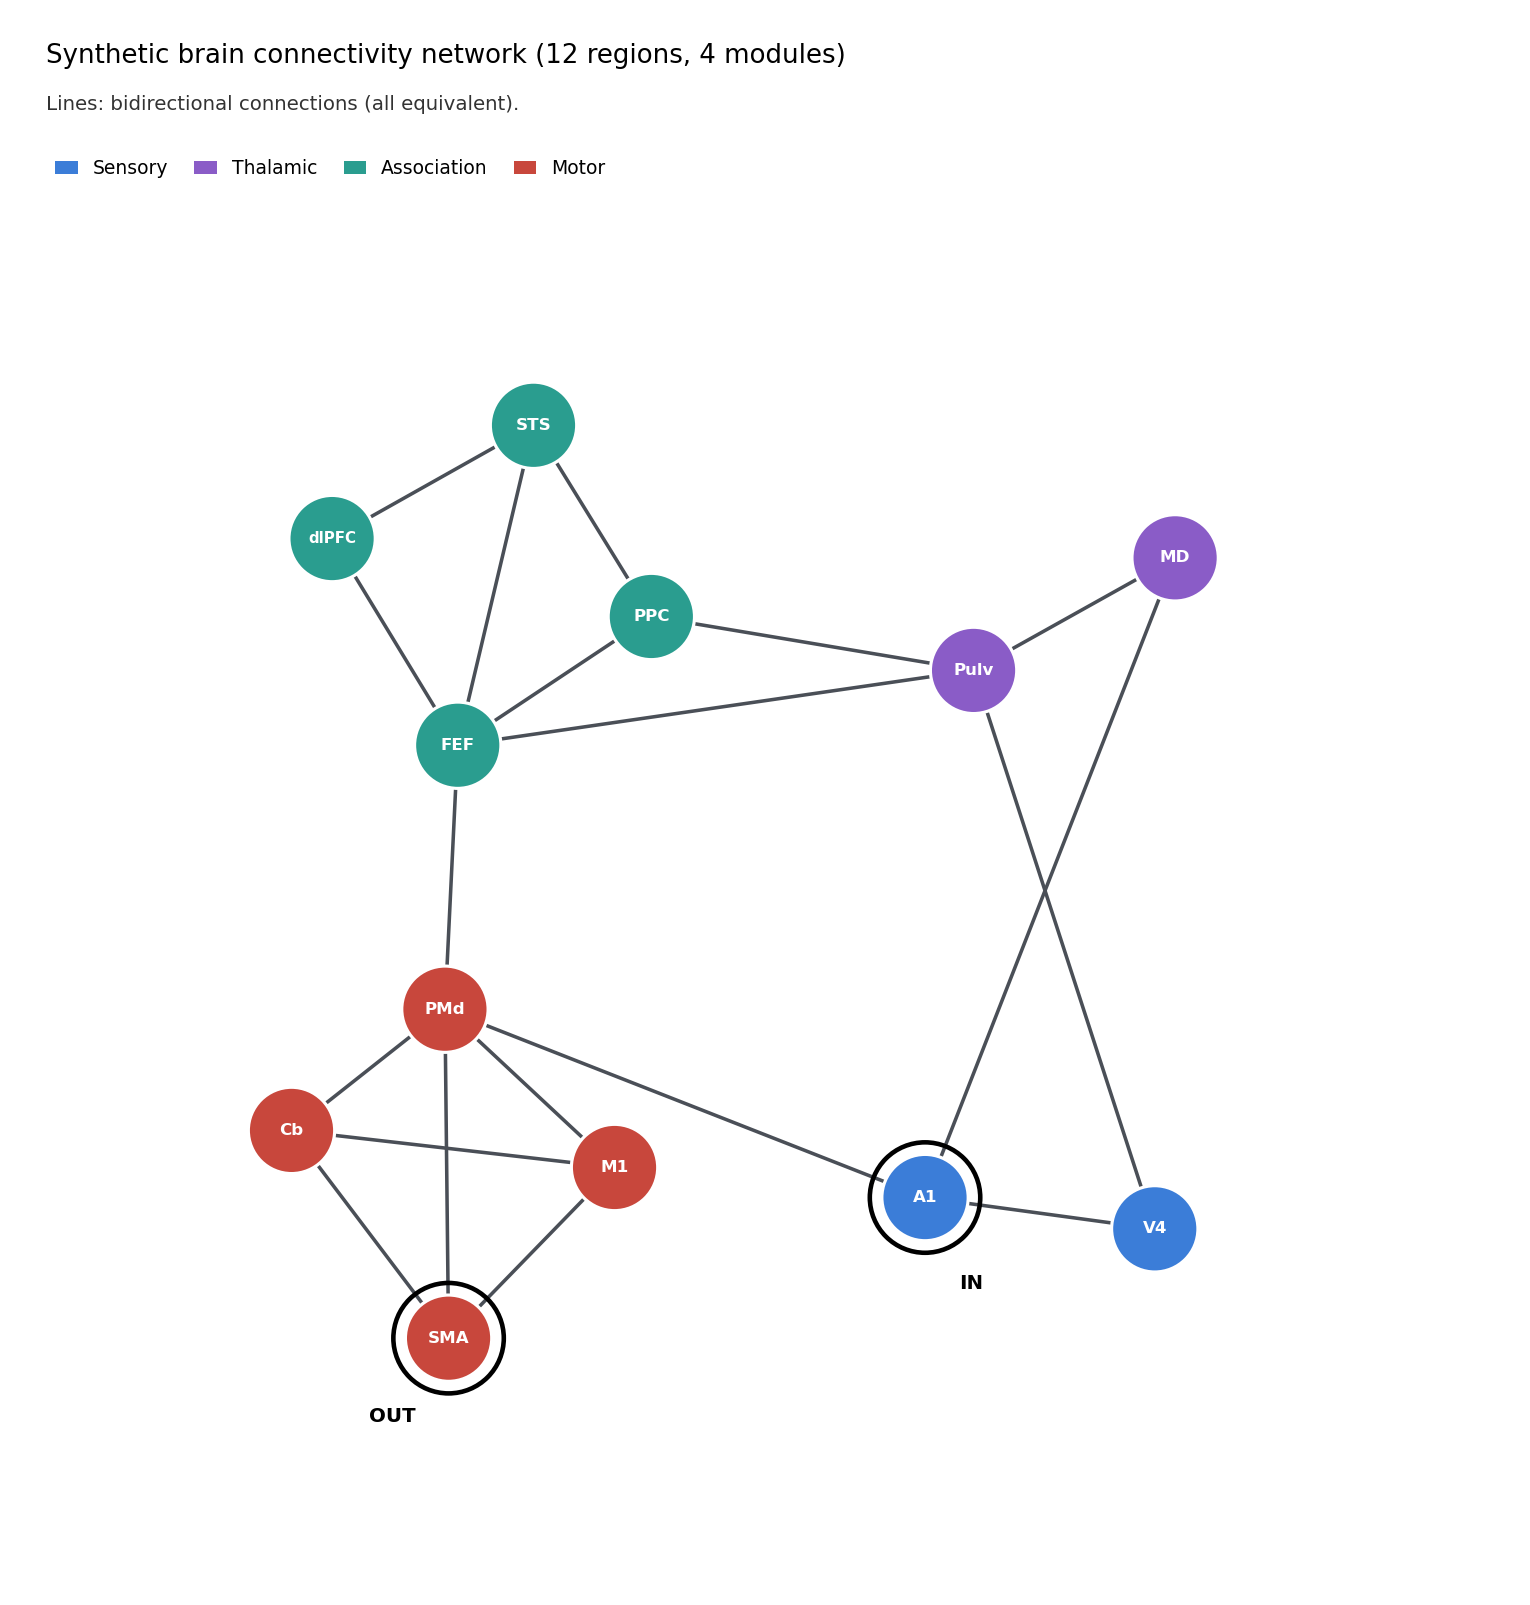 Synthetic brain connectivity network (12 regions, 4 modules)
Lines: bidirectional connections (all equivalent).
Sensory Thalamic Association Motor
STS
dlPFC
MD
PPC
Pulv
FEF
PMd
Cb
M1
A1
V4
IN
SMA
OUT